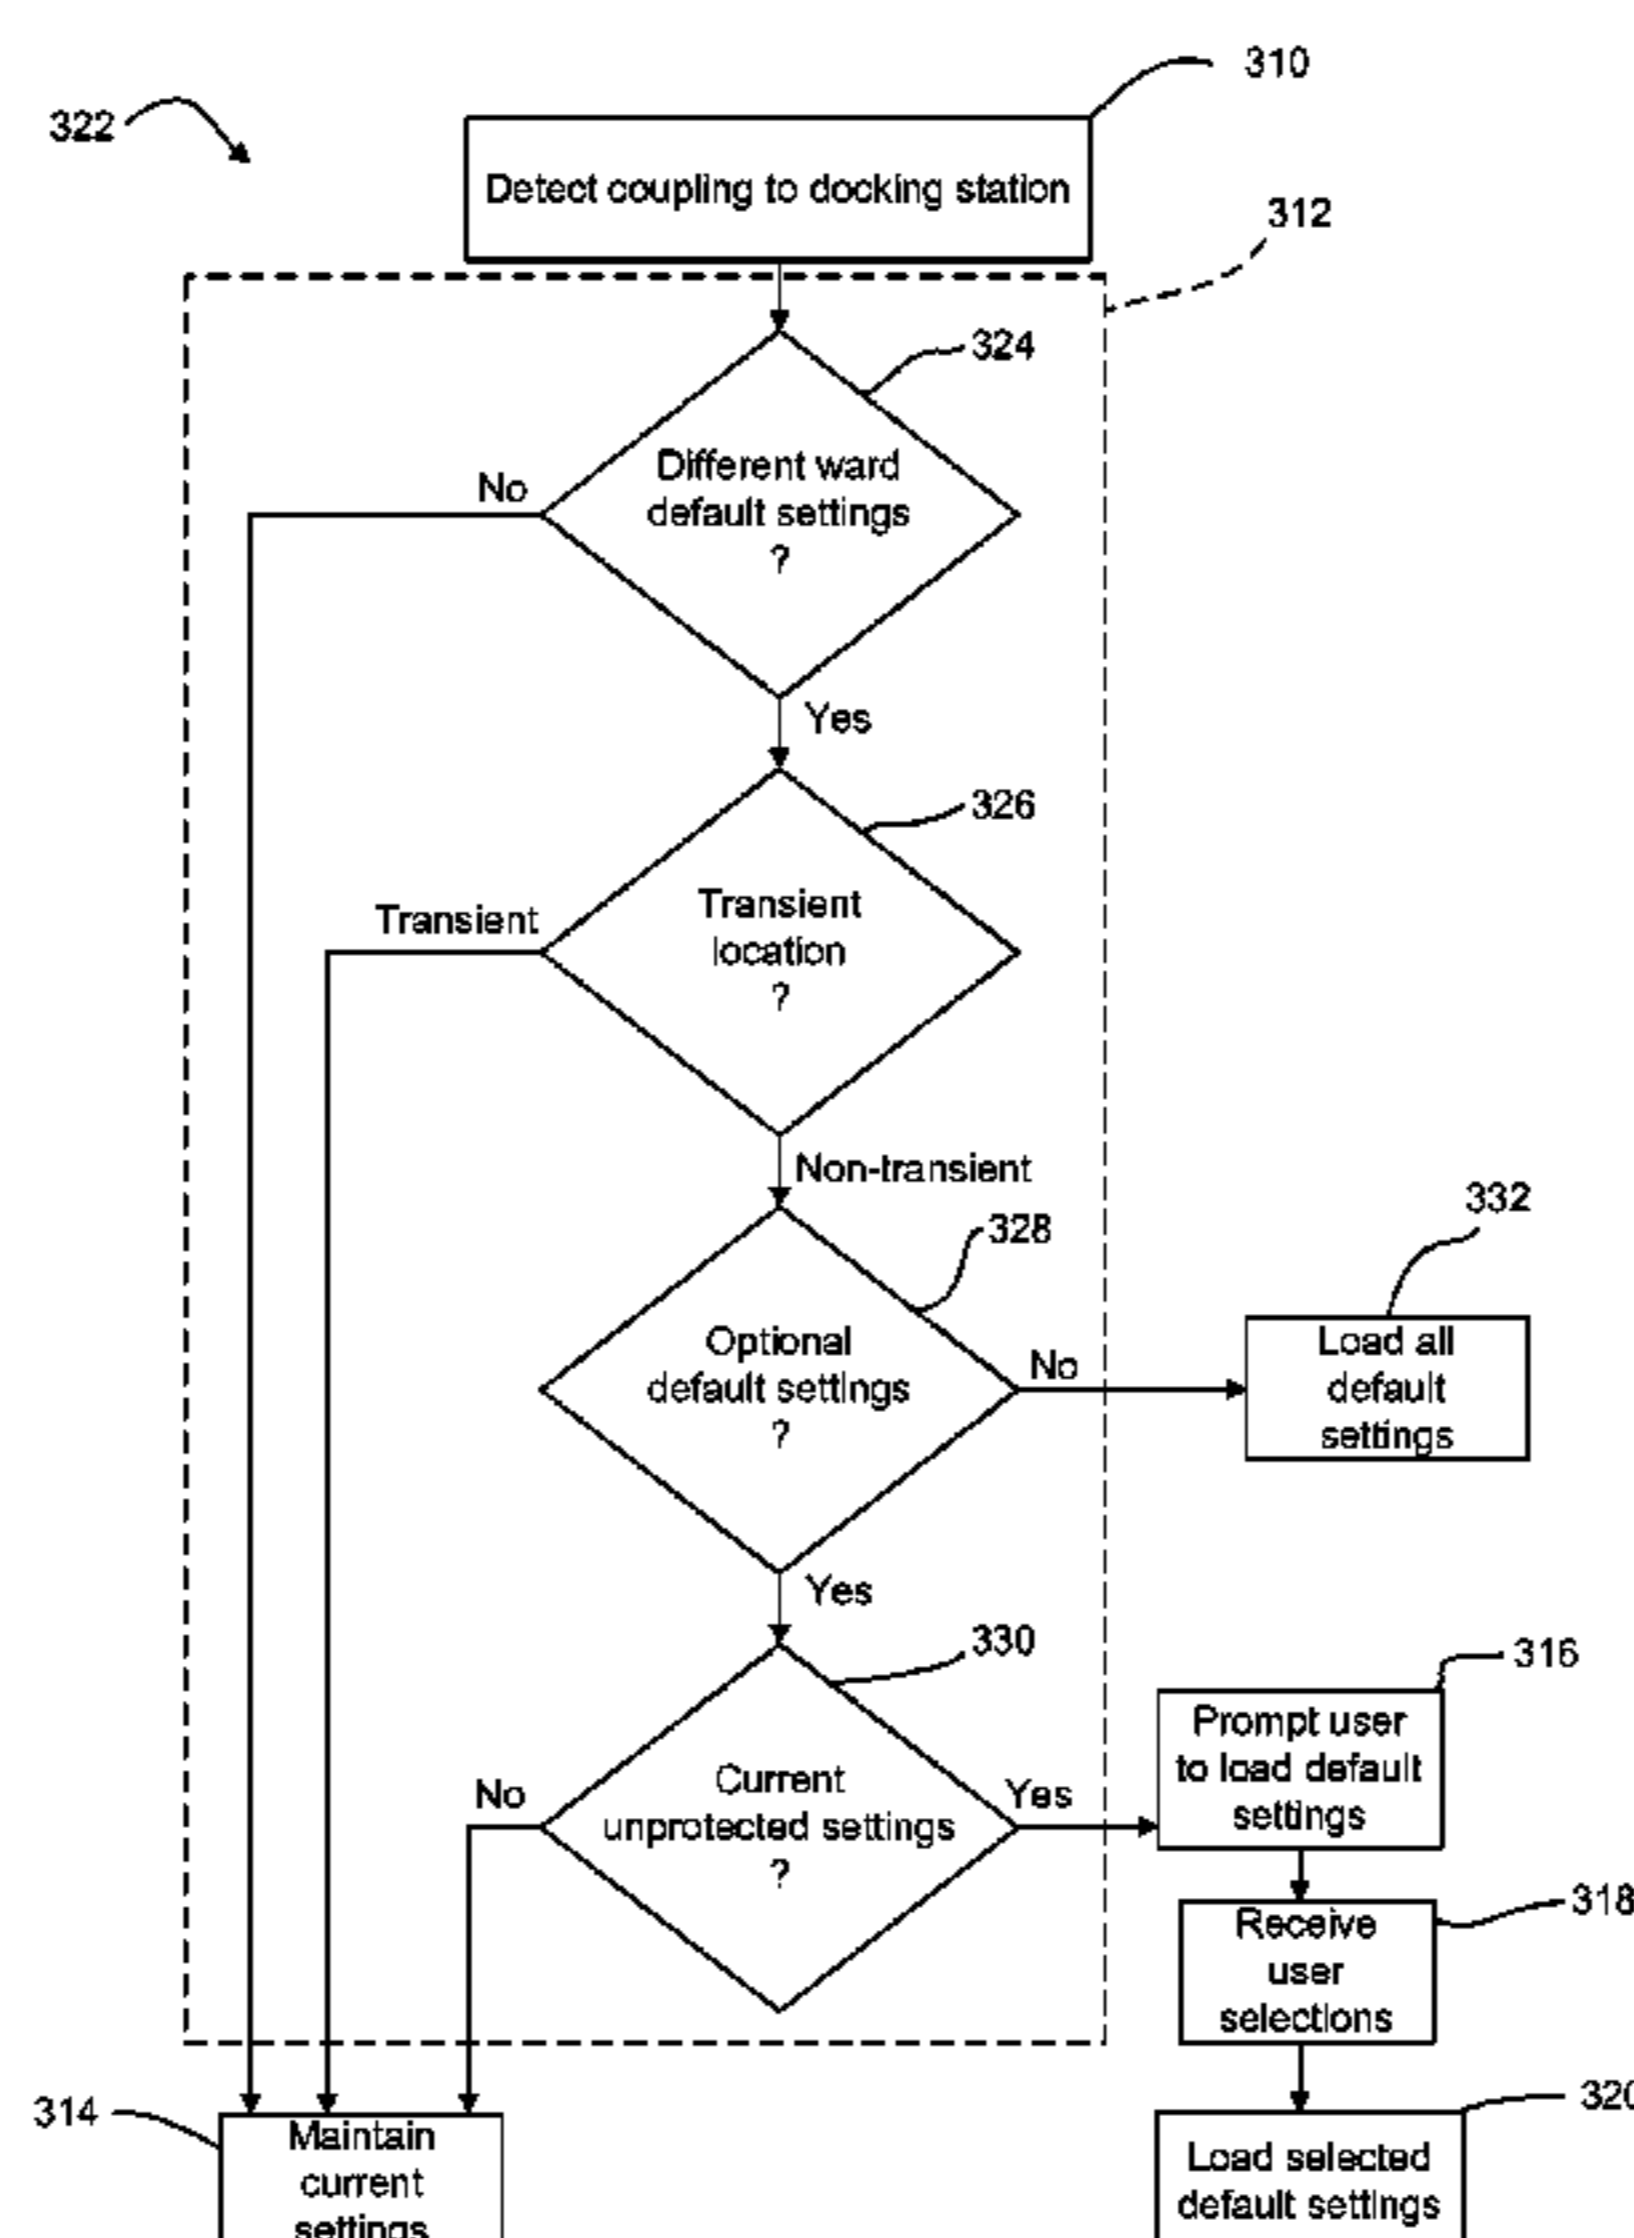 310
322
Detect coupling to docking station
312
324
Different ward
default settings
?
No
Yes
326
Transient
Transient
location
?
Non-transient
328
332
Optional
default settings
?
No
Load all
default
settings
Yes
330
316
Current
unprotected settings
?
No
Yes
Prompt user
to load default
settings
318
Receive
user
selections
314
320
Maintain
current
settings
Load selected
default settings